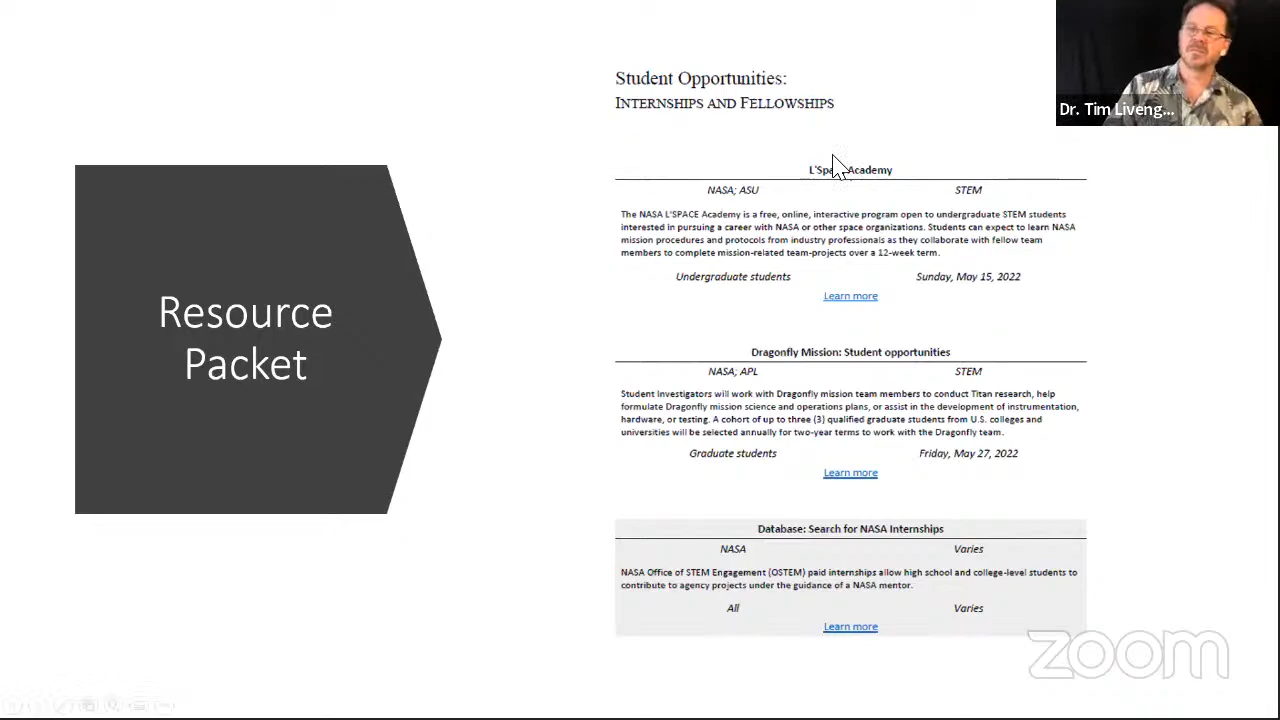 Dr. Tim Liveng...
Student Opportunities:
INTERNSHIPS AND FELLOWSHIPS
Resource
Packet
L'Spa Academy
NASA; ASU STEM
The NASA L'SPACE Academy is a free, online, interactive program open to undergraduate STEM students
interested in pursuing a career with NASA or other space organizations. Students can expect to learn NASA
mission procedures and protocols from industry professionals as they collaborate with fellow team
members to complete mission-related team-projects over a 12-week term.
Undergraduate students Sunday, May 15, 2022
Learn more
Dragonfly Mission: Student opportunities
NASA; APL STEM
Student Investigators will work with Dragonfly mission team members to conduct Titan research, help
formulate Dragonfly mission science and operations plans, or assist in the development of instrumentation,
hardware, or testing. A cohort of up to three (3) qualified graduate students from U.S. colleges and
universities will be selected annually for two-year terms to work with the Dragonfly team.
Graduate students Friday, May 27, 2022
Learn more
Database: Search for NASA Internships
NASA Varies
NASA Office of STEM Engagement (OSTEM) paid internships allow high school and college-level students to
contribute to agency projects under the guidance of a NASA mentor.
All Varies
Learn more
zoom